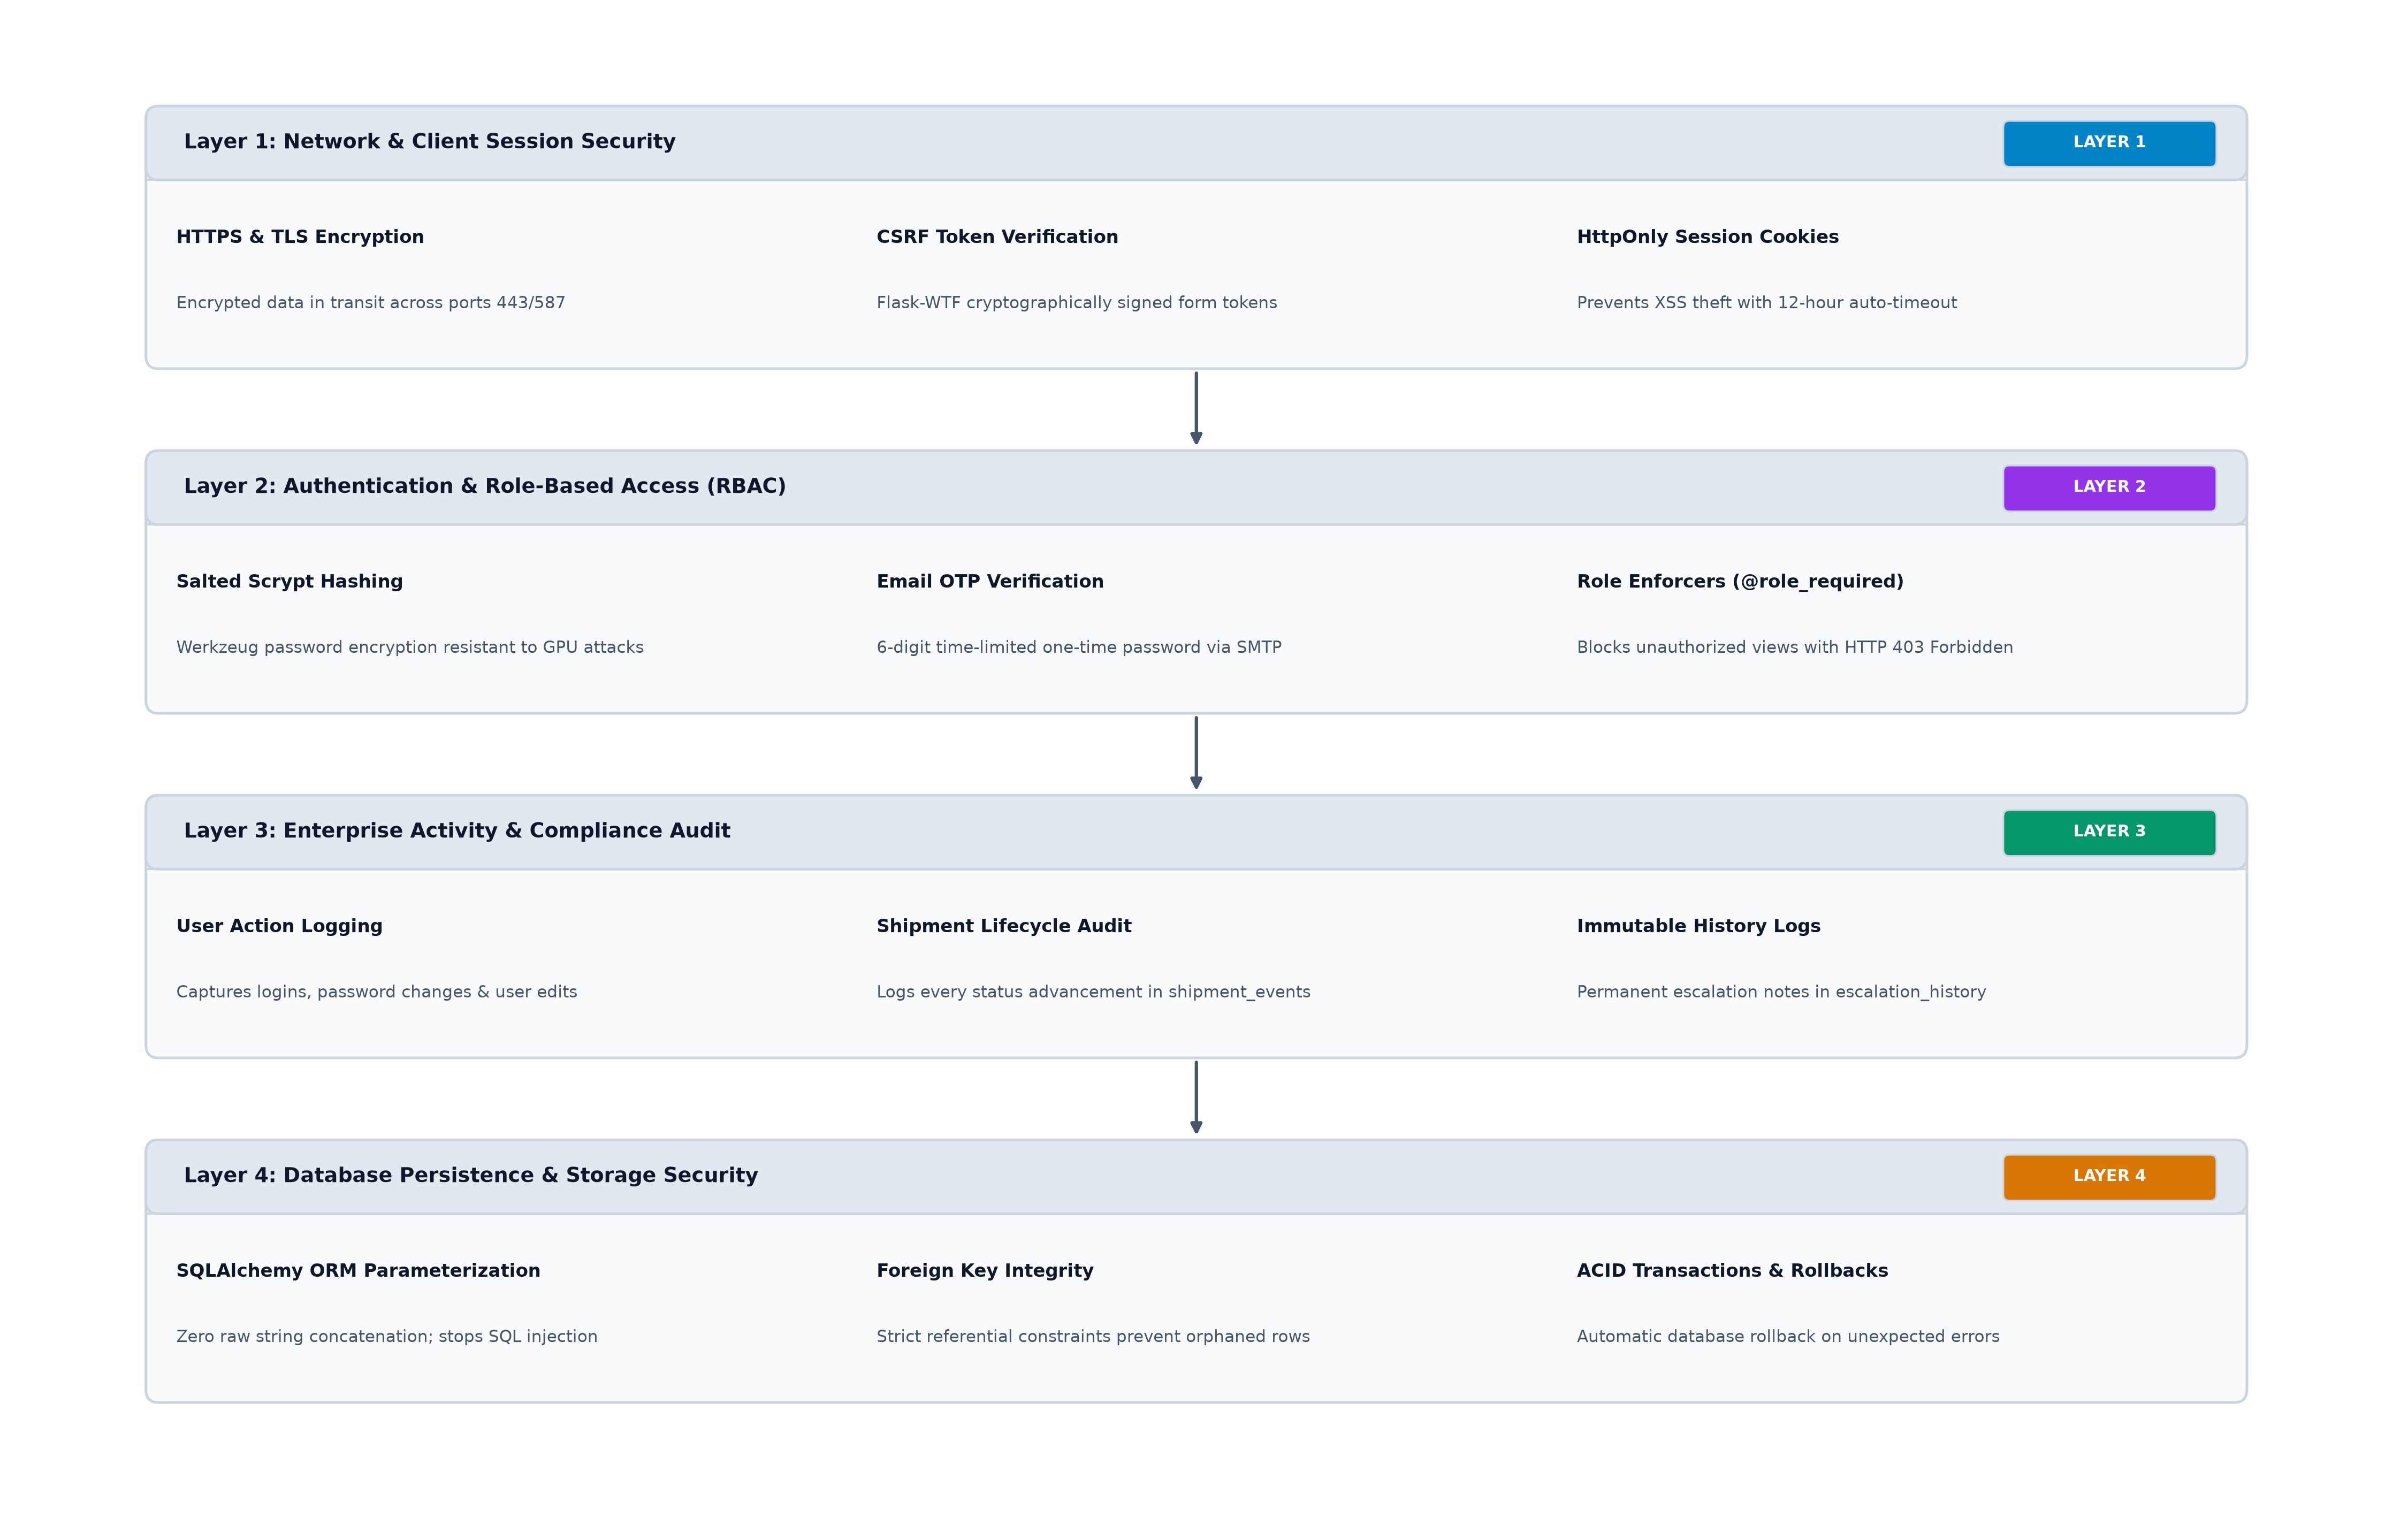 Layer 1: Network & Client Session Security
LAYER 1
HTTPS & TLS Encryption
CSRF Token Verification
HttpOnly Session Cookies
Encrypted data in transit across ports 443/587
Flask-WTF cryptographically signed form tokens
Prevents XSS theft with 12-hour auto-timeout
Layer 2: Authentication & Role-Based Access (RBAC)
LAYER 2
Salted Scrypt Hashing
Email OTP Verification
Role Enforcers (@role_required)
Werkzeug password encryption resistant to GPU attacks
6-digit time-limited one-time password via SMTP
Blocks unauthorized views with HTTP 403 Forbidden
Layer 3: Enterprise Activity & Compliance Audit
LAYER 3
User Action Logging
Shipment Lifecycle Audit
Immutable History Logs
Captures logins, password changes & user edits
Logs every status advancement in shipment_events
Permanent escalation notes in escalation_history
Layer 4: Database Persistence & Storage Security
LAYER 4
SQLAlchemy ORM Parameterization
Foreign Key Integrity
ACID Transactions & Rollbacks
Zero raw string concatenation; stops SQL injection
Strict referential constraints prevent orphaned rows
Automatic database rollback on unexpected errors